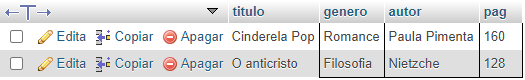 titulo genero autor pag
Edita Copiar Apagar Cinderela Pop Romance Paula Pimenta 160
Edita Copiar Apagar O anticristo Filosofia Nietzche 128